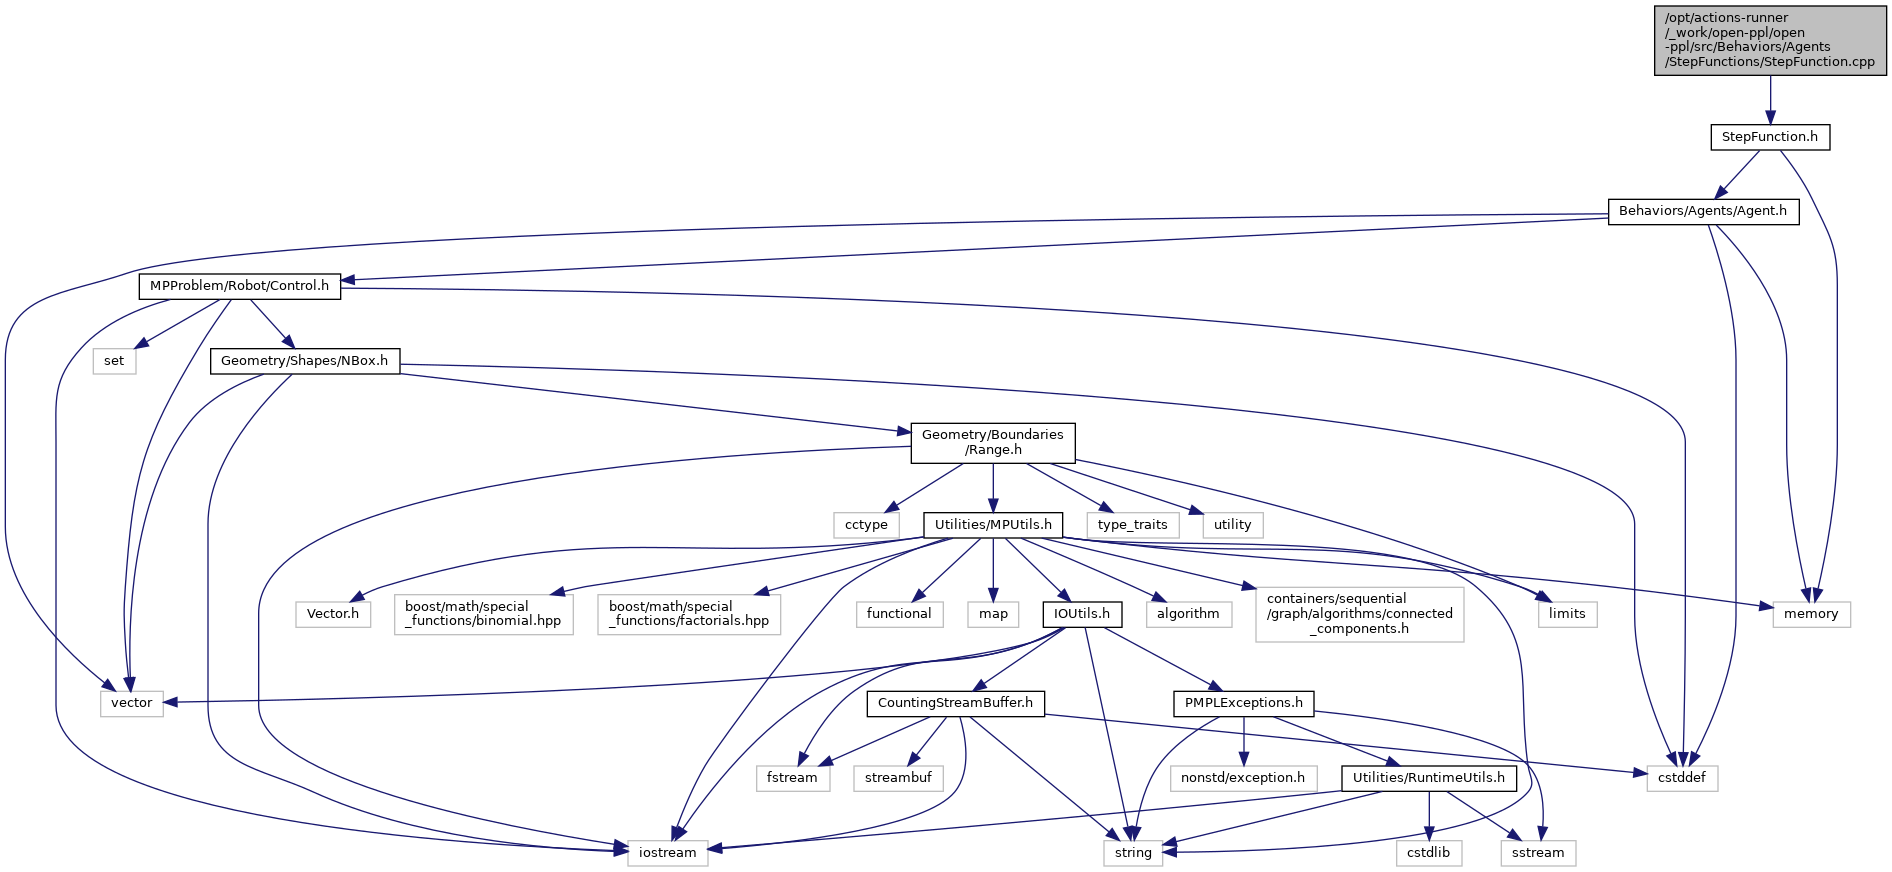 /opt/actions-runner
/_work/open-ppl/open
-ppl/src/Behaviors/Agents
/StepFunctions/StepFunction.cpp
StepFunction.h
Behaviors/Agents/Agent.h
MPProblem/Robot/Control.h
set
Geometry/Shapes/NBox.h
Geometry/Boundaries
/Range.h
cctype
Utilities/MPUtils.h
type_traits
utility
Vector.h
boost/math/special
_functions/binomial.hpp
boost/math/special
_functions/factorials.hpp
functional
map
IOUtils.h
algorithm
containers/sequential
/graph/algorithms/connected
_components.h
limits
memory
vector
CountingStreamBuffer.h
PMPLExceptions.h
fstream
streambuf
nonstd/exception.h
Utilities/RuntimeUtils.h
cstddef
iostream
string
cstdlib
sstream